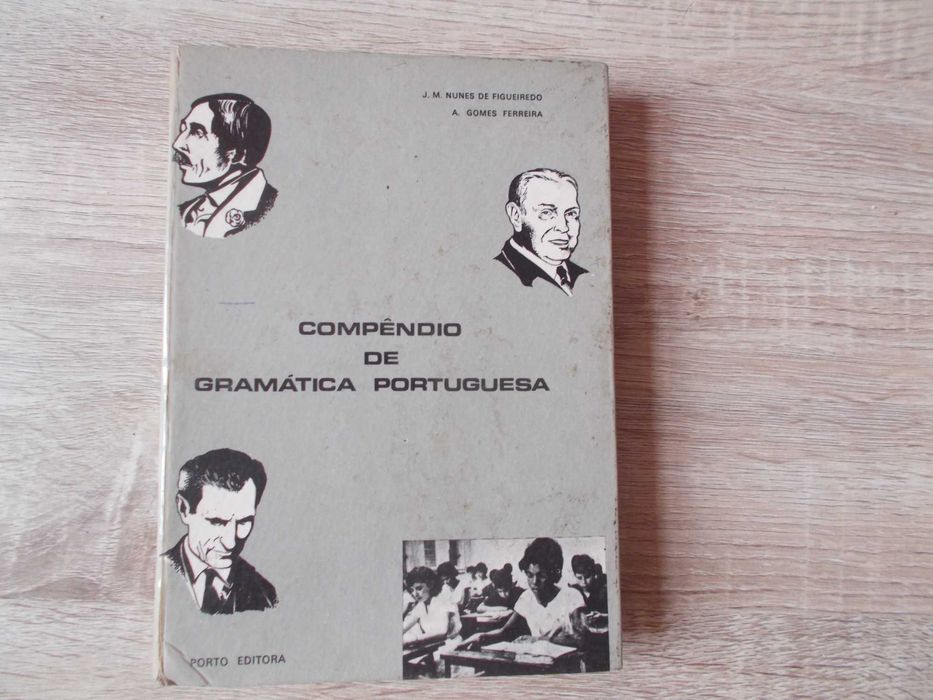 J. M. NUNES DE FIGUEIREDO
A. GOMES FERREIRA
COMPÊNDIO
DE
GRAMÁTICA PORTUGUESA
PORTO EDITORA